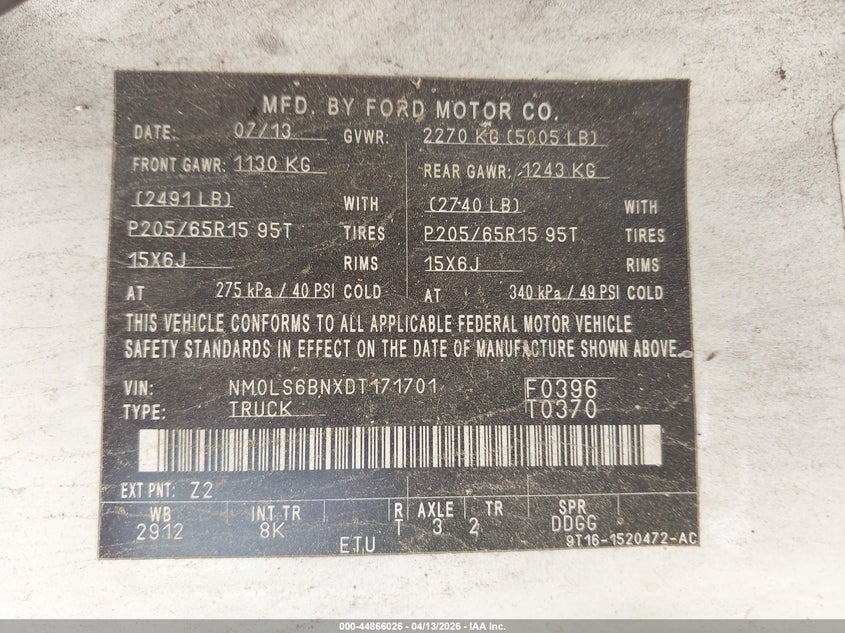 MFD. BY FORD MOTOR CO.
DATE: 07/13 GVWR: 2270 KG (5005 LB)
FRONT GAWR: 1130 KG REAR GAWR: 1243 KG
(2491 LB) WITH (2740 LB) WITH
P205/65R15 95T TIRES P205/65R15 95T TIRES
15X6J RIMS 15X6J RIMS
AT 275 kPa / 40 PSI COLD AT 340 kPa / 49 PSI COLD
THIS VEHICLE CONFORMS TO ALL APPLICABLE FEDERAL MOTOR VEHICLE
SAFETY STANDARDS IN EFFECT ON THE DATE OF MANUFACTURE SHOWN ABOVE.
VIN: NM0LS6BNXDT171701 F0396
TYPE: TRUCK T0370
EXT PNT: Z2
WB INT TR R AXLE TR SPR
2912 8K T 3 2 DDGG
ETU 9T16-1520472-AC
000-44866026 | 04/13/2026 | IAA Inc.